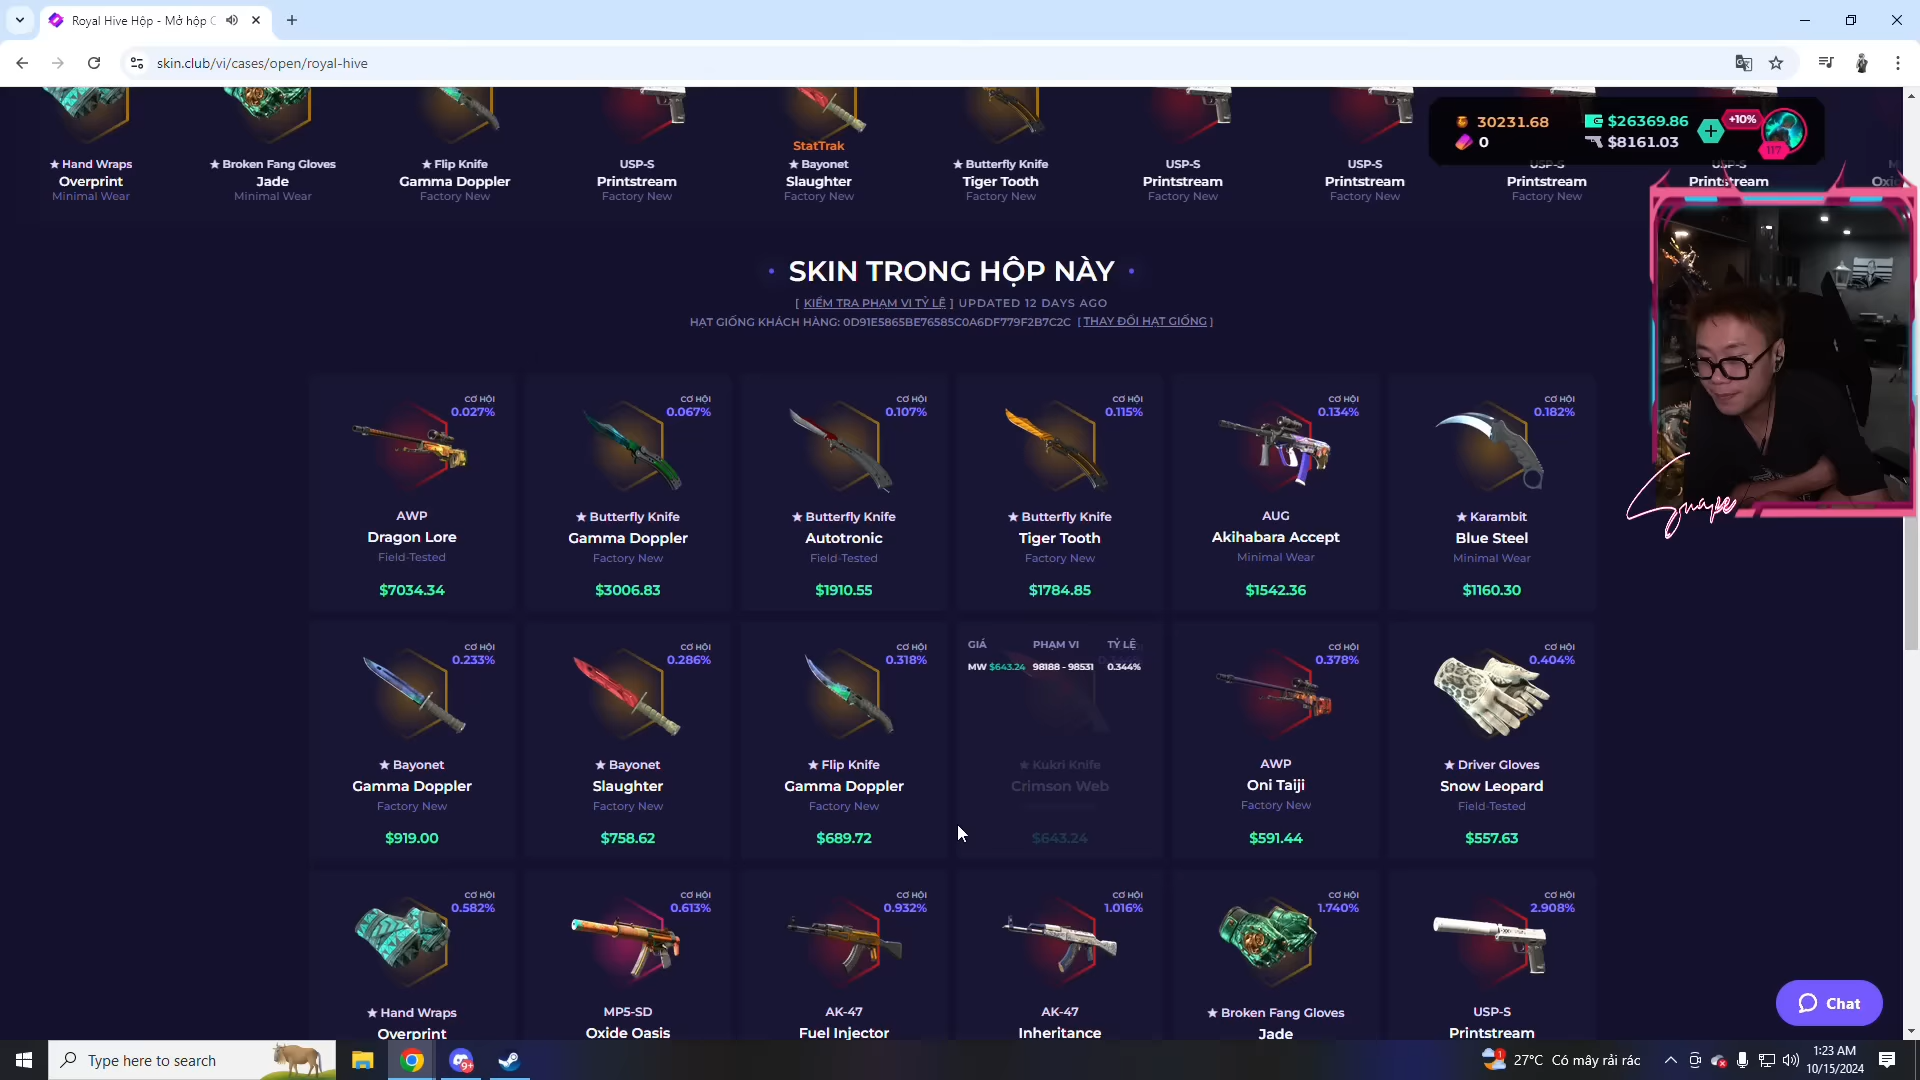 Royal Hive Hộp - Mở hộp
skin.club/vi/cases/open/royal-hive
30231.68
$26369.86
+10%
0
$8161.03
117
StatTrak
★ Hand Wraps
★ Broken Fang Gloves
★ Flip Knife
USP-S
★ Bayonet
★ Butterfly Knife
USP-S
USP-S
USP-S
USP-S
Overprint
Jade
Gamma Doppler
Printstream
Slaughter
Tiger Tooth
Printstream
Printstream
Printstream
Printstream
Minimal Wear
Minimal Wear
Factory New
Factory New
Factory New
Factory New
Factory New
Factory New
Factory New
• SKIN TRONG HỘP NÀY •
[ KIỂM TRA PHẠM VI TỶ LỆ ] UPDATED 12 DAYS AGO
HẠT GIỐNG KHÁCH HÀNG: 0D91E5865BE76585C0A6DF779F2B7C2C [ THAY ĐỔI HẠT GIỐNG ]
CƠ HỘI
0.027%
AWP
Dragon Lore
Field-Tested
$7034.34
CƠ HỘI
0.067%
★ Butterfly Knife
Gamma Doppler
Factory New
$3006.83
CƠ HỘI
0.107%
★ Butterfly Knife
Autotronic
Field-Tested
$1910.55
CƠ HỘI
0.115%
★ Butterfly Knife
Tiger Tooth
Factory New
$1784.85
CƠ HỘI
0.134%
AUG
Akihabara Accept
Minimal Wear
$1542.36
CƠ HỘI
0.182%
★ Karambit
Blue Steel
Minimal Wear
$1160.30
CƠ HỘI
0.233%
★ Bayonet
Gamma Doppler
Factory New
$919.00
CƠ HỘI
0.286%
★ Bayonet
Slaughter
Factory New
$758.62
CƠ HỘI
0.318%
★ Flip Knife
Gamma Doppler
Factory New
$689.72
GIÁ PHẠM VI TỶ LỆ
MW $643.24 98188 - 98531 0.344%
★ Kukri Knife
Crimson Web
$643.24
CƠ HỘI
0.378%
AWP
Oni Taiji
Factory New
$591.44
CƠ HỘI
0.404%
★ Driver Gloves
Snow Leopard
Field-Tested
$557.63
CƠ HỘI
0.582%
★ Hand Wraps
Overprint
CƠ HỘI
0.613%
MP5-SD
Oxide Oasis
CƠ HỘI
0.932%
AK-47
Fuel Injector
CƠ HỘI
1.016%
AK-47
Inheritance
CƠ HỘI
1.740%
★ Broken Fang Gloves
Jade
CƠ HỘI
2.908%
USP-S
Printstream
Chat
Type here to search
9+
1
27°C Có mây rải rác
1:23 AM
10/15/2024